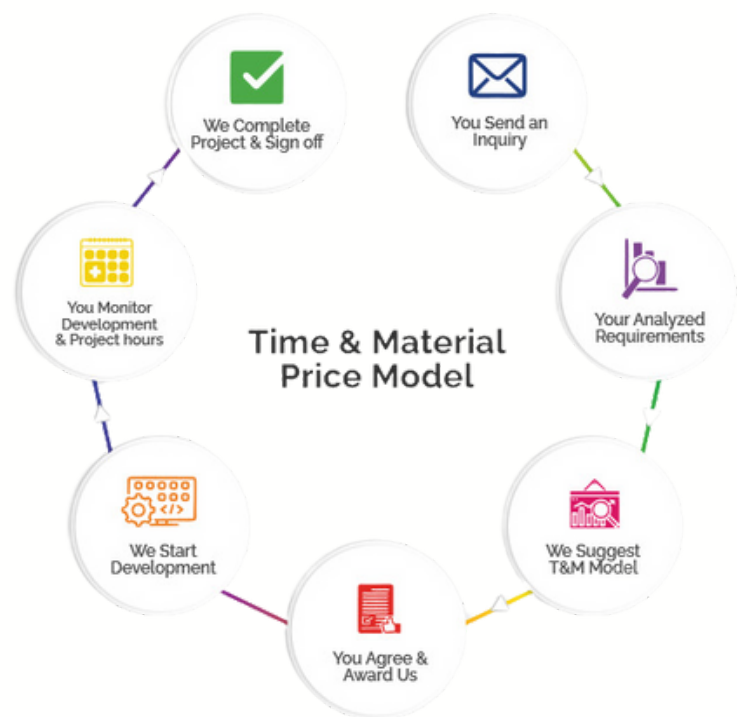 Time & Material
Price Model
You Send an
Inquiry
Your Analyzed
Requirements
We Suggest
T&M Model
You Agree &
Award Us
We Start
Development
You Monitor
Development
& Project hours
We Complete
Project & Sign off